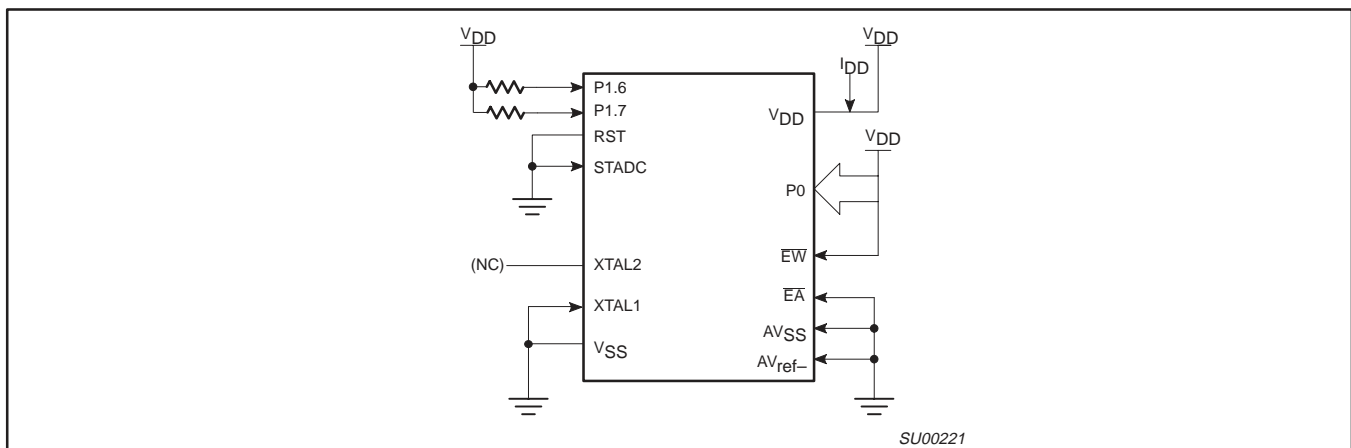 VDD
P1.6
P1.7
RST
STADC
(NC)
XTAL2
XTAL1
VSS
VDD
IDD
VDD
VDD
P0
EW
EA
AVSS
AVref–
SU00221